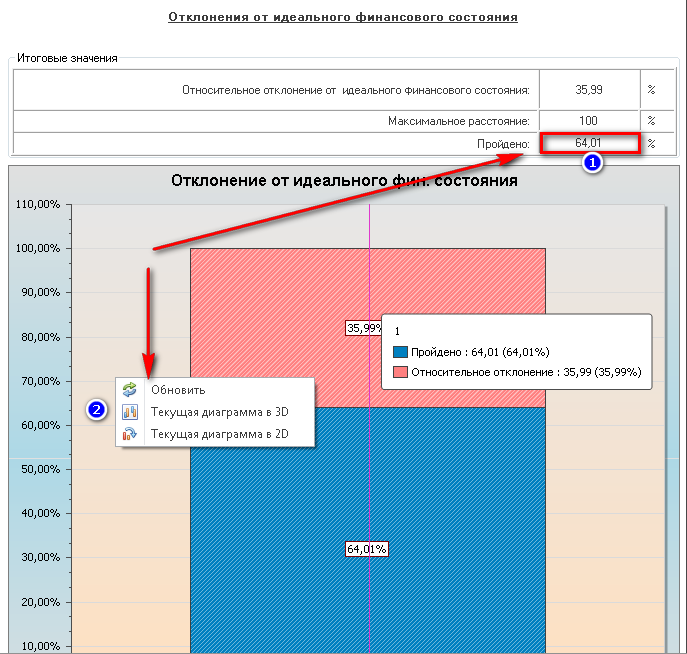 Отклонения от идеального финансового состояния
Итоговые значения
Относительное отклонение от идеального финансового состояния: 35,99 %
Максимальное расстояние: 100 %
Пройдено: 64,01 %
1
Отклонение от идеального фин. состояния
110,00%
100,00%
90,00%
35,99%
1
80,00%
Пройдено : 64,01 (64,01%)
Относительное отклонение : 35,99 (35,99%)
70,00%
Обновить
2
Текущая диаграмма в 3D
60,00%
Текущая диаграмма в 2D
50,00%
40,00%
64,01%
30,00%
20,00%
10,00%